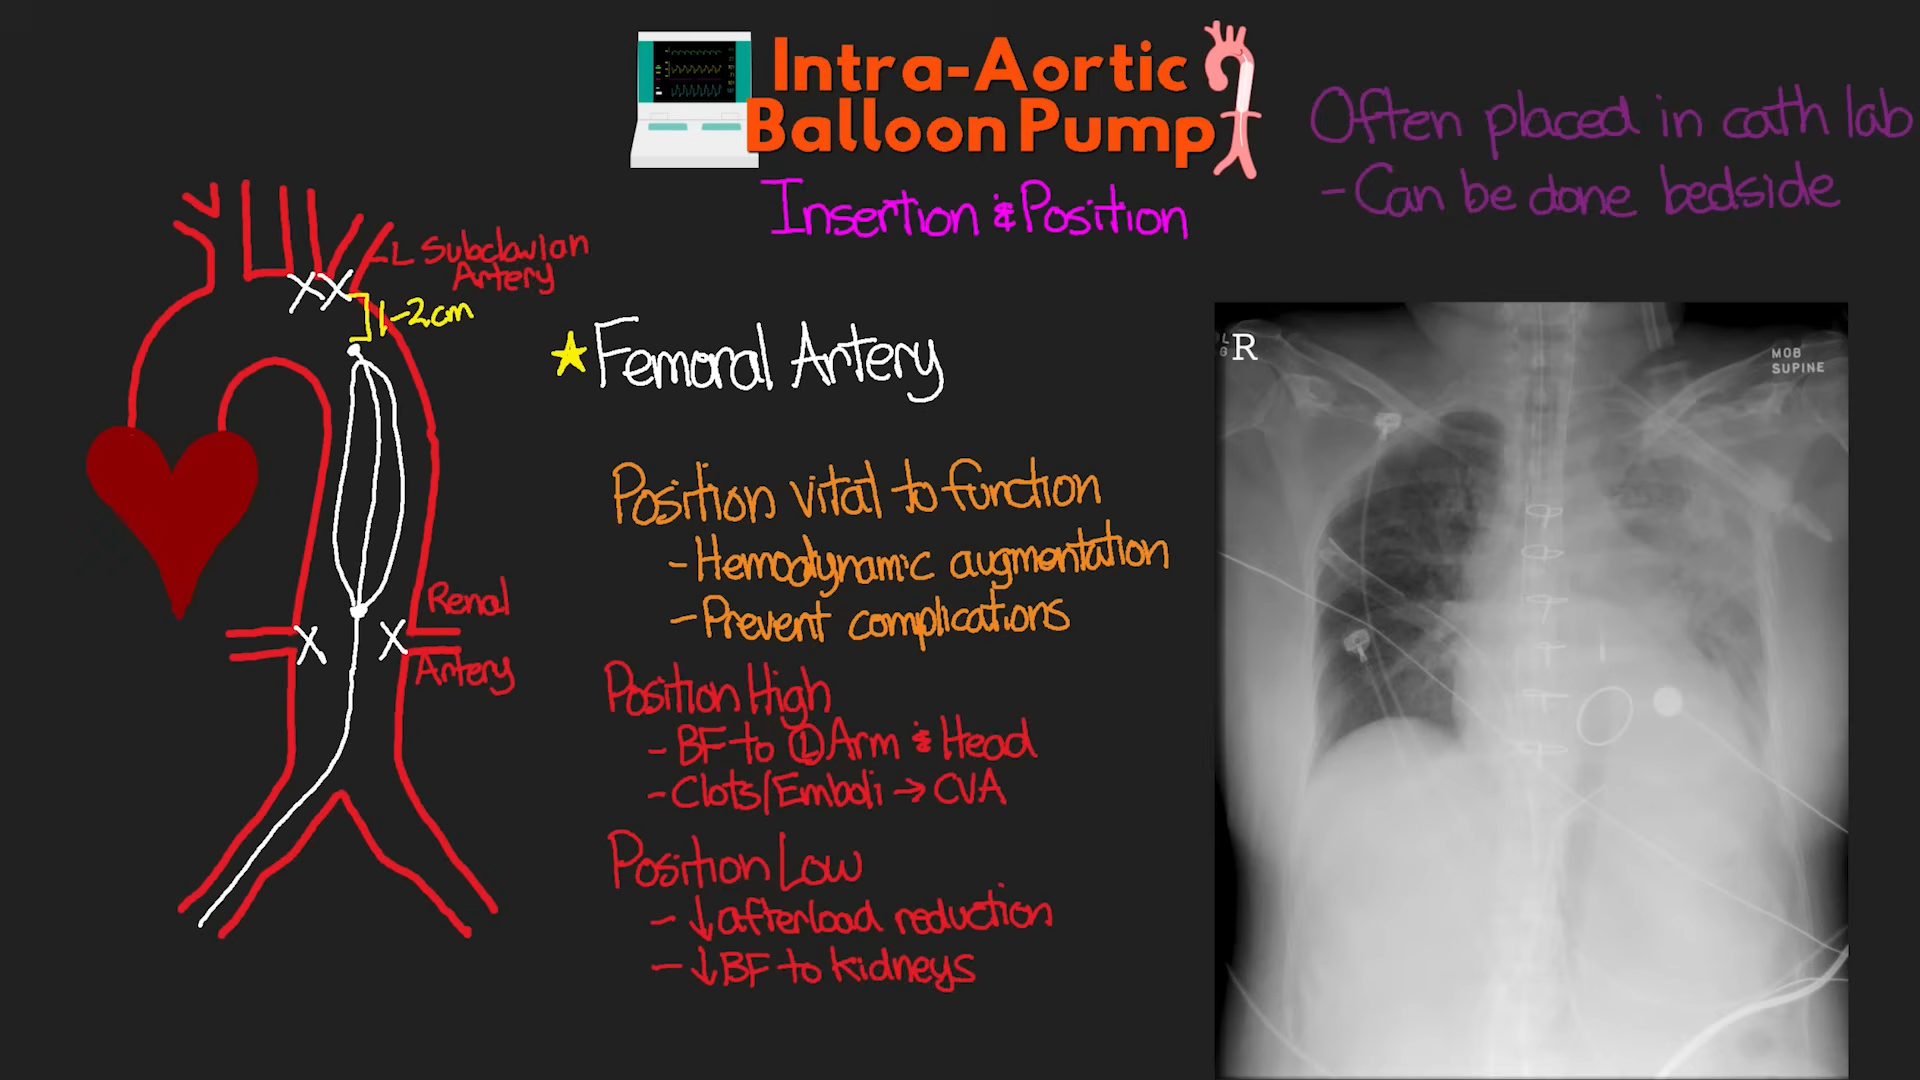 Intra-Aortic
Balloon Pump
Insertion & Position
Often placed in cath lab
- Can be done bedside
L Subclavian
Artery
1-2cm
★ Femoral Artery
Position vital to function
- Hemodynamic augmentation
- Prevent complications
Renal
Artery
Position High
- BF to Ⓛ Arm & Head
- Clots/Emboli → CVA
Position Low
- ↓ afterload reduction
- ↓ BF to kidneys
R
MOB
SUPINE